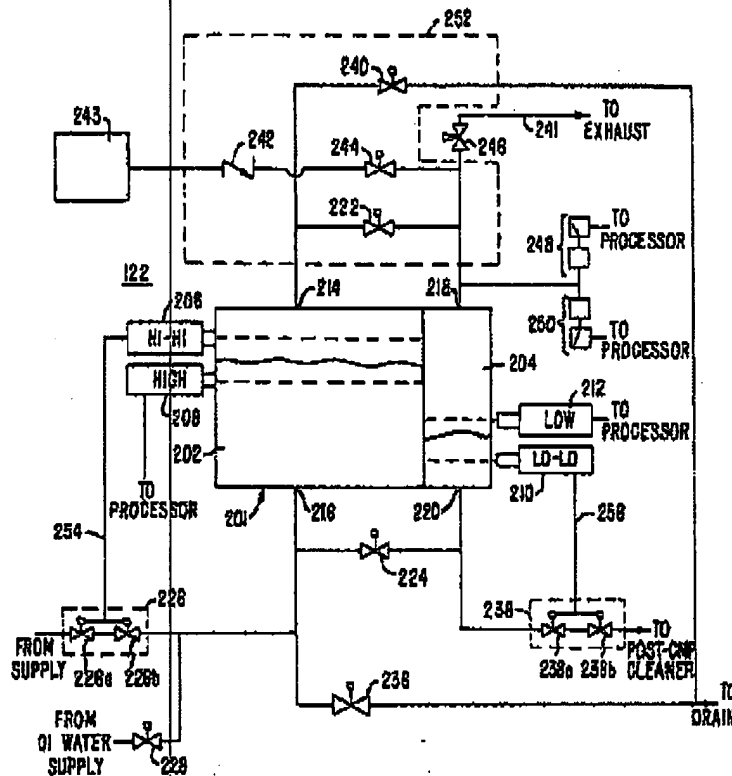 252
240
243
242
244
246
241
TO
EXHAUST
222
248
TO
PROCESSOR
122
206
214
218
250
TO
PROCESSOR
HI-HI
204
HIGH
212
208
LOW
TO
PROCESSOR
202
LO-LO
210
TO
PROCESSOR
201
216
220
254
256
224
226
238
FROM
SUPPLY
226a
226b
238a
238b
TO
POST-CMP
CLEANER
236
TO
DRAIN
FROM
DI WATER
SUPPLY
228